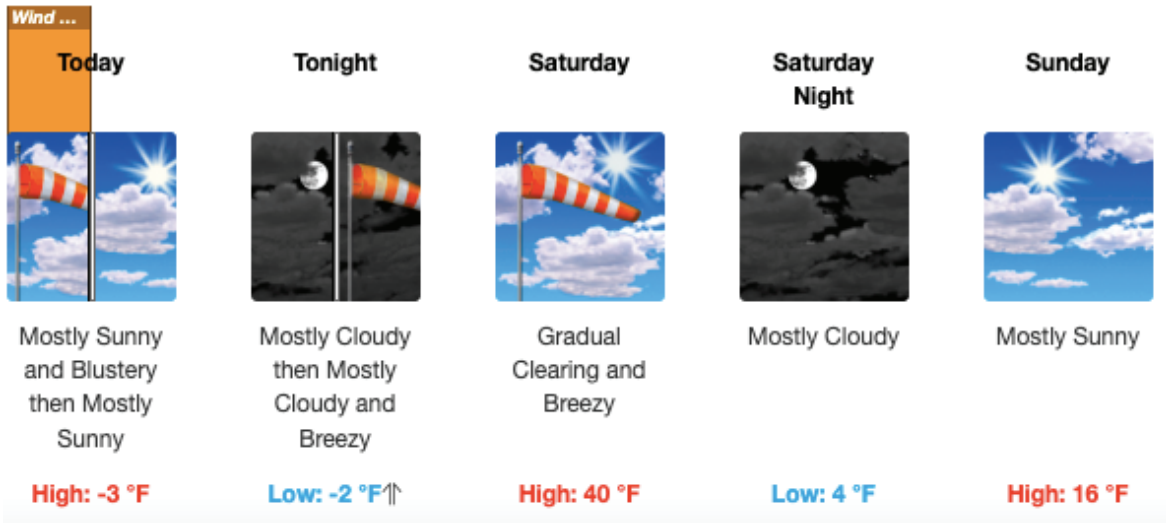 Wind ...
Today
Mostly Sunny
and Blustery
then Mostly
Sunny
High: -3 °F
Tonight
Mostly Cloudy
then Mostly
Cloudy and
Breezy
Low: -2 °F⇑
Saturday
Gradual
Clearing and
Breezy
High: 40 °F
Saturday
Night
Mostly Cloudy
Low: 4 °F
Sunday
Mostly Sunny
High: 16 °F